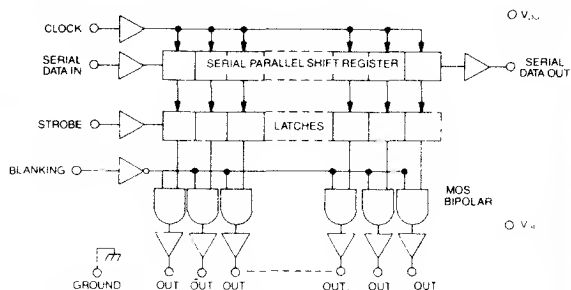 CLOCK
SERIAL
DATA IN
SERIAL PARALLEL SHIFT REGISTER
SERIAL
DATA OUT
STROBE
LATCHES
BLANKING
MOS
BIPOLAR
GROUND
OUT OUT OUT OUT. OUT OUT